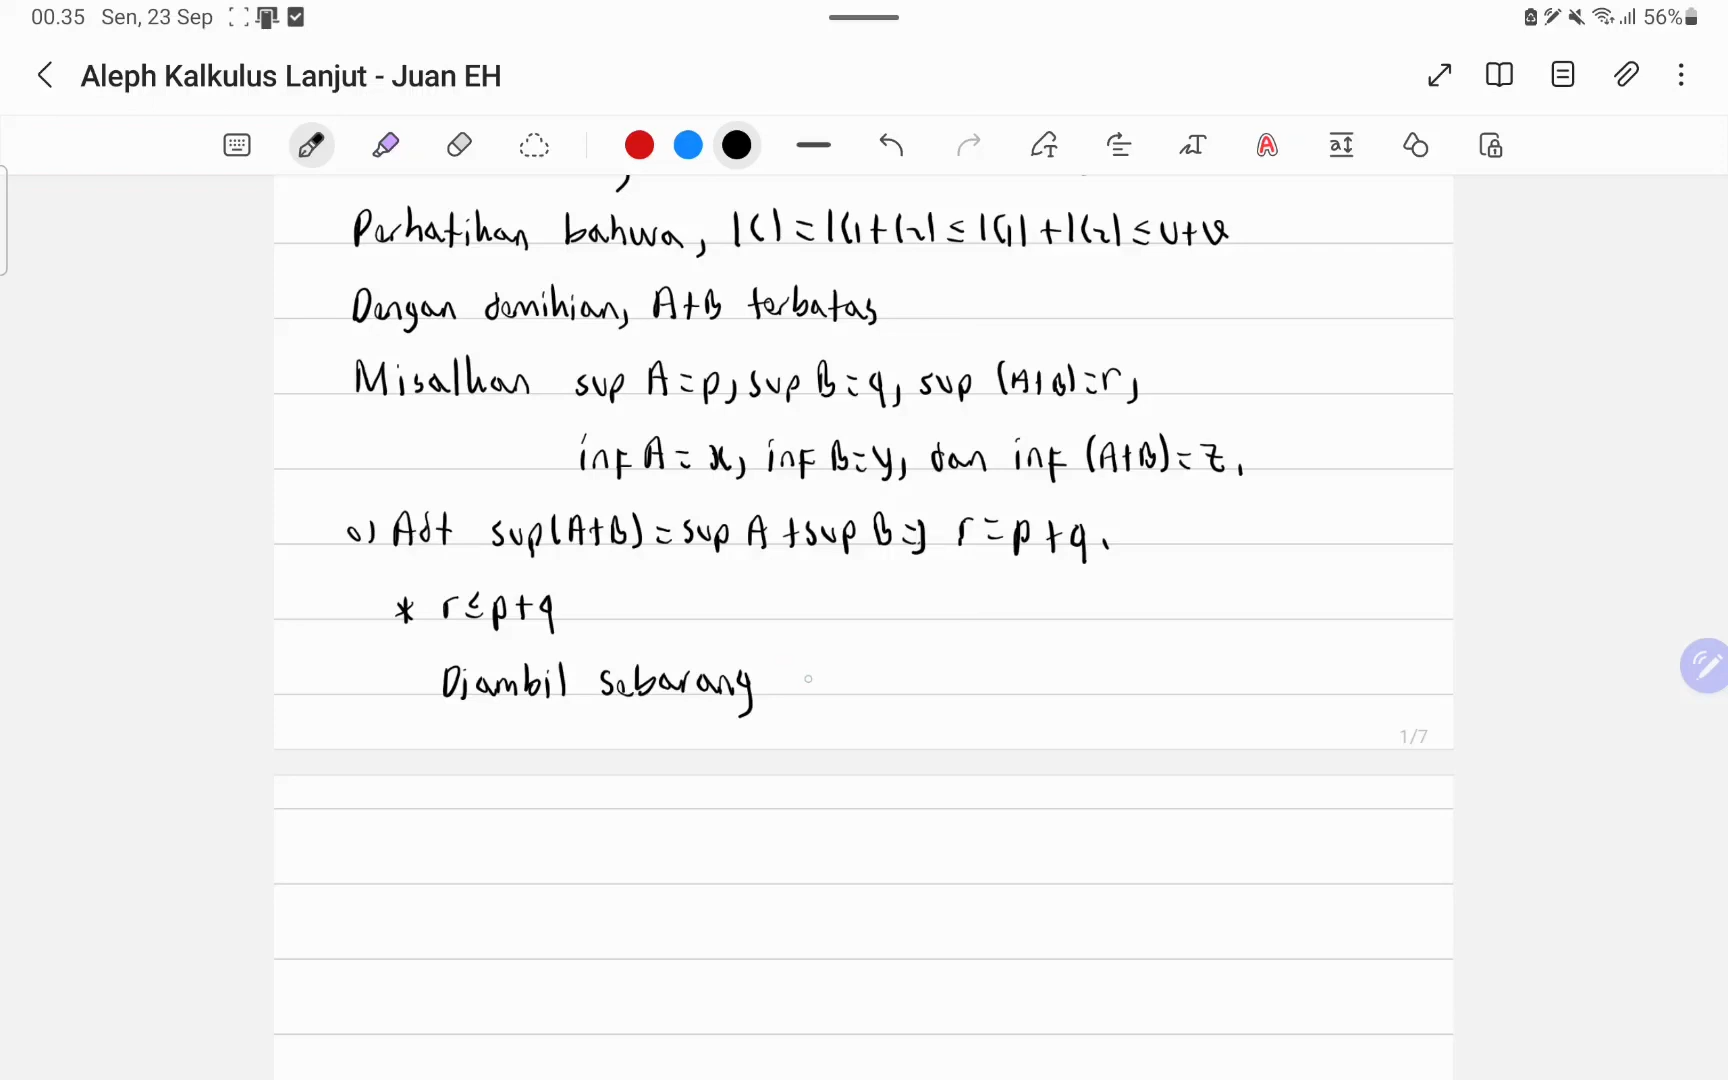 00.35 Sen, 23 Sep
56%
Aleph Kalkulus Lanjut - Juan EH
Perhatikan bahwa, |c| = |c₁+c₂| ≤ |c₁| + |c₂| ≤ u+v
Dengan demikian, A+B terbatas
Misalkan sup A = p, sup B = q, sup (A+B) = r,
inf A = x, inf B = y, dan inf (A+B) = z.
a) Adt sup(A+B) = sup A + sup B ⇒ r = p + q.
* r ≤ p+q
Diambil sebarang
1/7